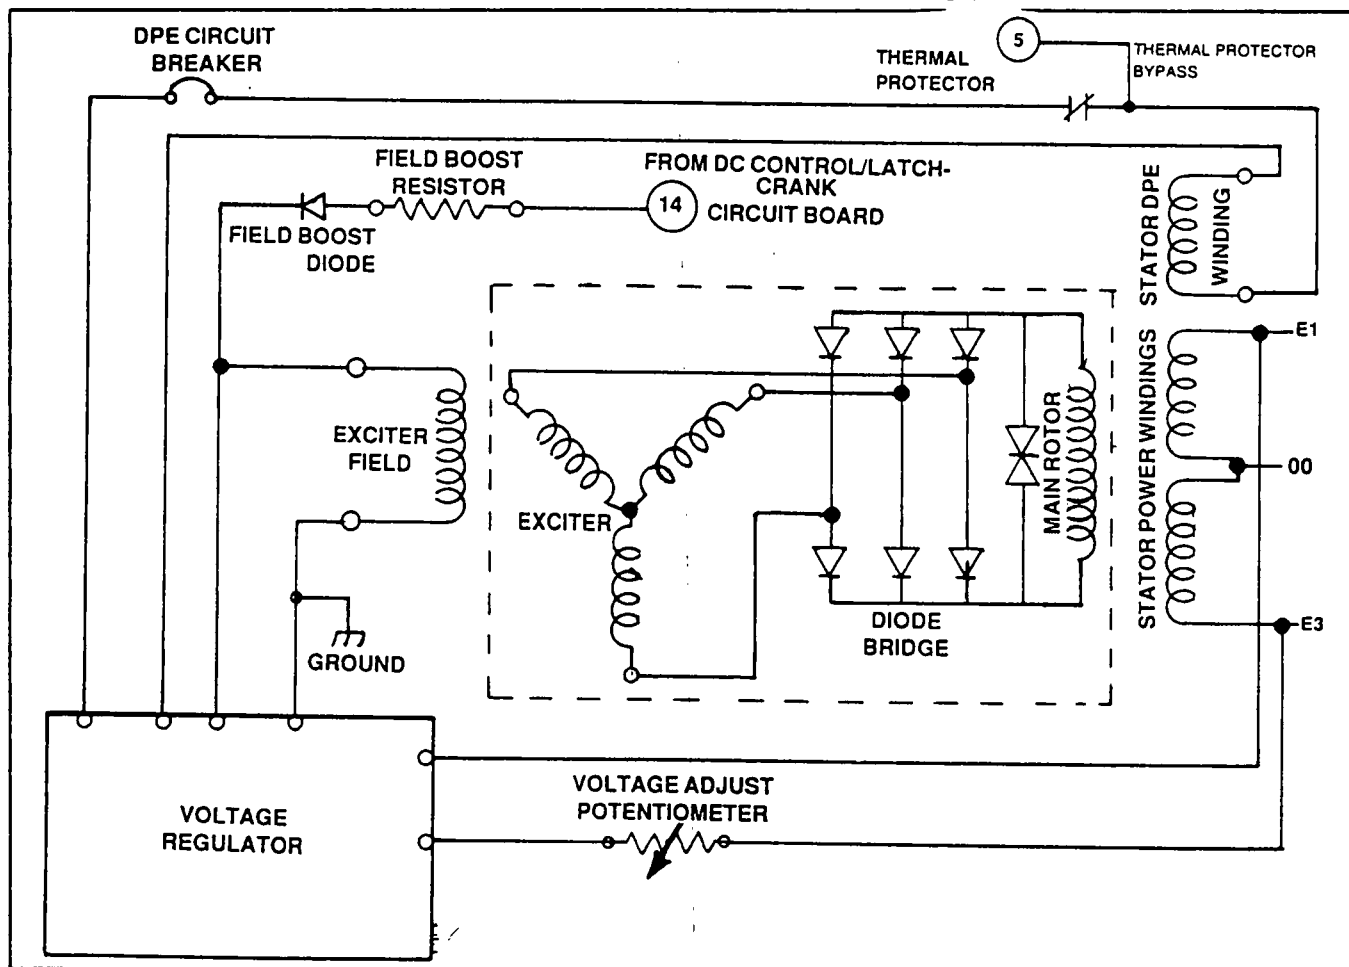 DPE CIRCUIT
BREAKER
THERMAL
PROTECTOR
5
THERMAL PROTECTOR
BYPASS
FIELD BOOST
RESISTOR
FROM DC CONTROL/LATCH-
CRANK
CIRCUIT BOARD
14
FIELD BOOST
DIODE
STATOR DPE
WINDING
E1
EXCITER
FIELD
EXCITER
MAIN ROTOR
STATOR POWER WINDINGS
00
E3
DIODE
BRIDGE
GROUND
VOLTAGE
REGULATOR
VOLTAGE ADJUST
POTENTIOMETER